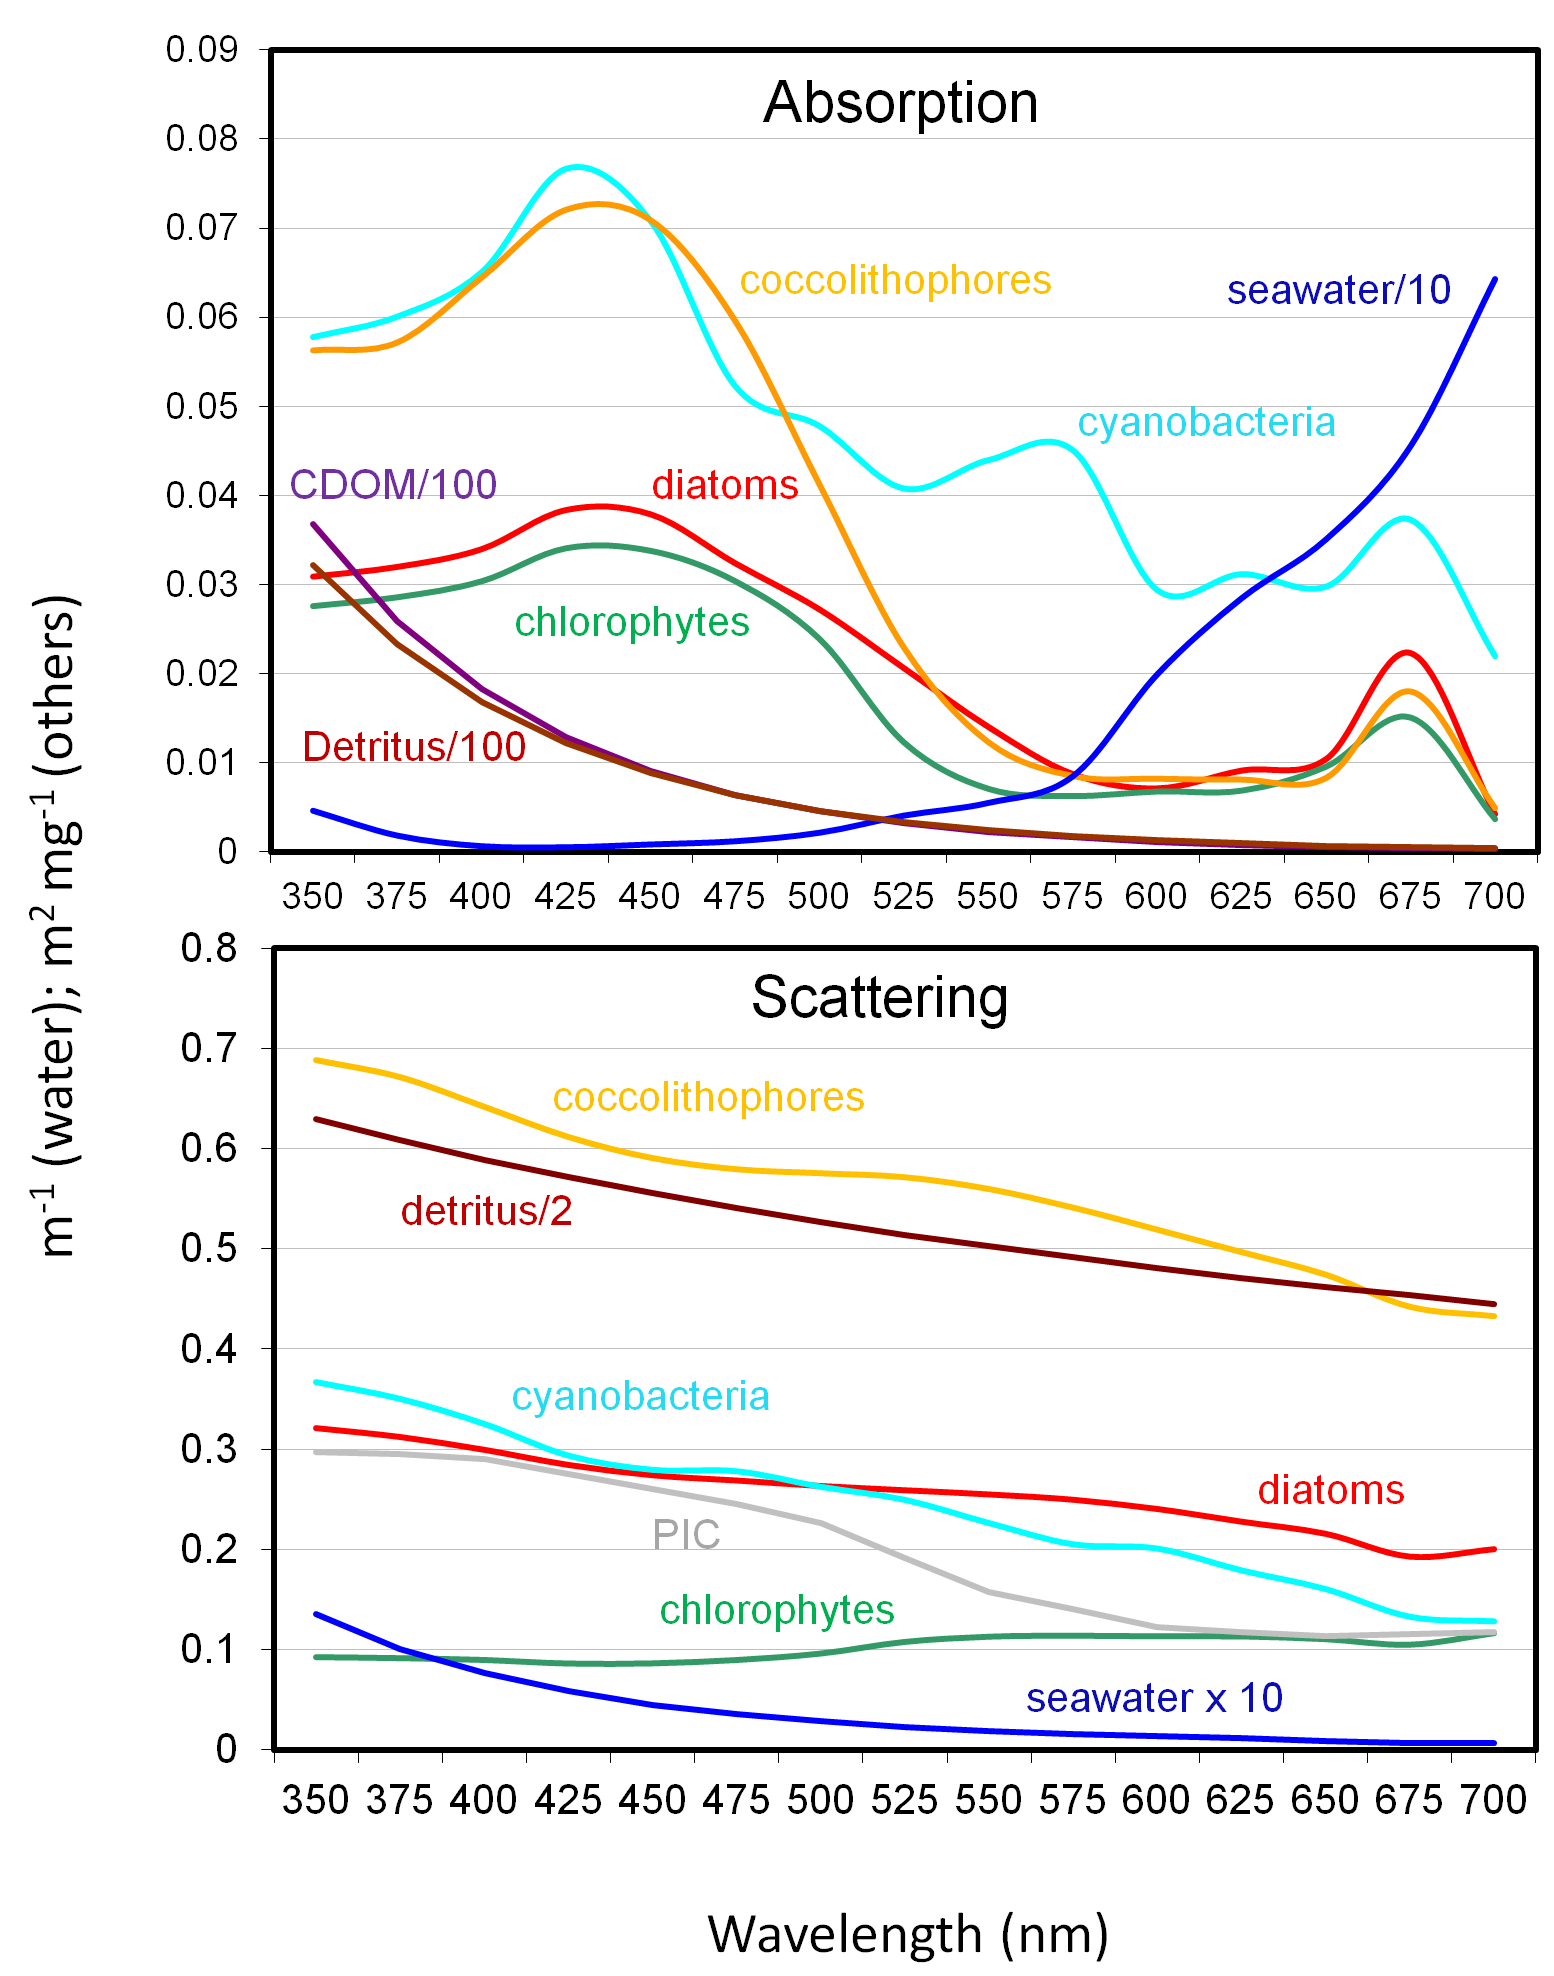 Absorption
0.09
0.08
0.07
0.06
0.05
0.04
0.03
0.02
0.01
0
coccolithophores
seawater/10
cyanobacteria
CDOM/100
diatoms
chlorophytes
Detritus/100
350 375 400 425 450 475 500 525 550 575 600 625 650 675 700
m⁻¹ (water); m² mg⁻¹ (others)
Scattering
0.8
0.7
0.6
0.5
0.4
0.3
0.2
0.1
0
coccolithophores
detritus/2
cyanobacteria
diatoms
PIC
chlorophytes
seawater x 10
350 375 400 425 450 475 500 525 550 575 600 625 650 675 700
Wavelength (nm)